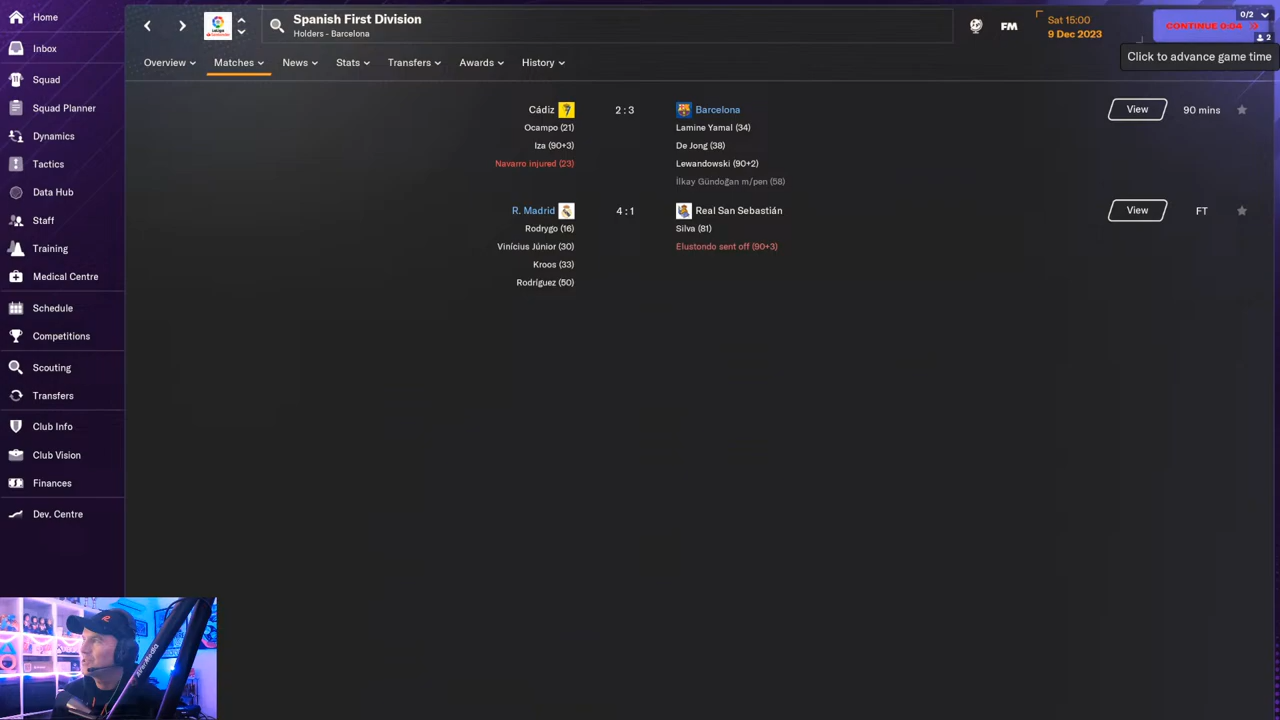 Home
Inbox
Squad
Squad Planner
Dynamics
Tactics
Data Hub
Staff
Training
Medical Centre
Schedule
Competitions
Scouting
Transfers
Club Info
Club Vision
Finances
Dev. Centre
Spanish First Division
Holders - Barcelona
FM
Sat 15:00
9 Dec 2023
0/2
CONTINUE 0:04
2
Click to advance game time
Overview
Matches
News
Stats
Transfers
Awards
History
Cádiz 2 : 3 Barcelona View 90 mins
Ocampo (21) Lamine Yamal (34)
Iza (90+3) De Jong (38)
Navarro injured (23) Lewandowski (90+2)
İlkay Gündoğan m/pen (58)
R. Madrid 4 : 1 Real San Sebastián View FT
Rodrygo (16) Silva (81)
Vinícius Júnior (30) Elustondo sent off (90+3)
Kroos (33)
Rodríguez (50)
AVerMedia